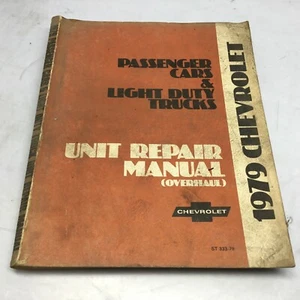 PASSENGER
CARS
&
LIGHT DUTY
TRUCKS
UNIT REPAIR
MANUAL
(OVERHAUL)
CHEVROLET
1979 CHEVROLET